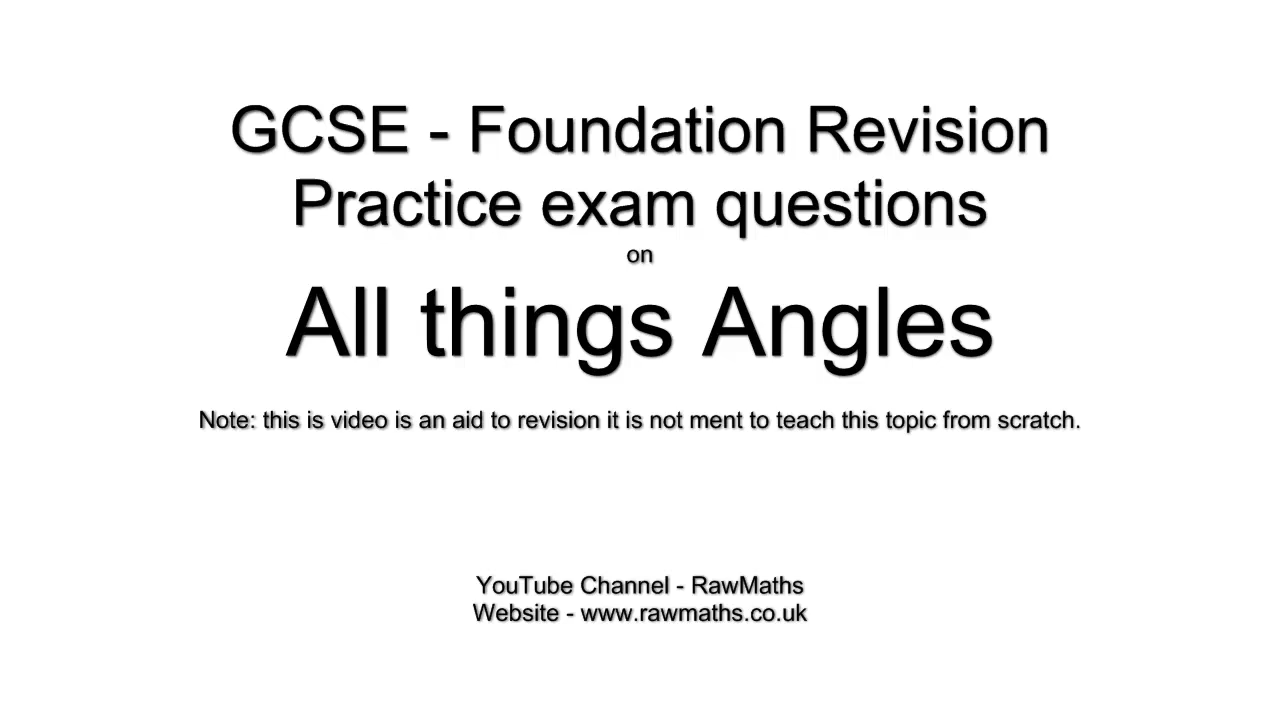 GCSE - Foundation Revision
Practice exam questions
on
All things Angles
Note: this is video is an aid to revision it is not ment to teach this topic from scratch.
YouTube Channel - RawMaths
Website - www.rawmaths.co.uk